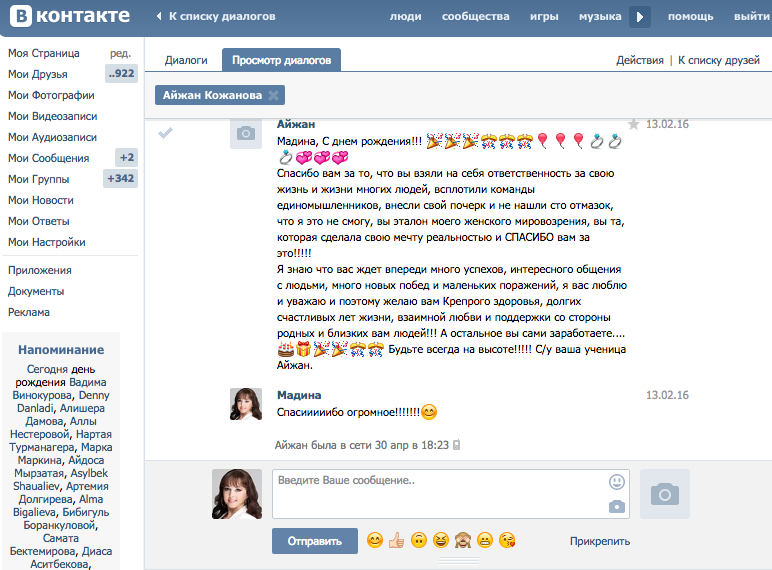 В контакте
К списку диалогов
люди сообщества игры музыка помощь выйти
Моя Страница ред.
Мои Друзья ..922
Мои Фотографии
Мои Видеозаписи
Мои Аудиозаписи
Мои Сообщения +2
Мои Группы +342
Мои Новости
Мои Ответы
Мои Настройки
Приложения
Документы
Реклама
Напоминание
Сегодня день
рождения Вадима
Винокурова, Denny
Danladi, Алишера
Дамова, Аллы
Нестеровой, Нартая
Турманагерма, Марка
Маркина, Айдоса
Мырзатая, Asylbek
Shaualiev, Артемия
Долгирева, Alma
Bigalieva, Бибигуль
Боранкуловой,
Самата
Бектемирова, Диаса
Аситбекова,
Диалоги Просмотр диалогов Действия | К списку друзей
Айжан Кожанова
Айжан 13.02.16
Мадина, С днем рождения!!! 🎉🎉🎉🎊🎊🎊🎈🎈🎈💍💍
💍💞💞💞
Спасибо вам за то, что вы взяли на себя ответственность за свою
жизнь и жизни многих людей, всплотили команды
единомышленников, внесли свой почерк и не нашли сто отмазок,
что я это не смогу, вы эталон моего женского мировозрения, вы та,
которая сделала свою мечту реальностью и СПАСИБО вам за
это!!!!!
Я знаю что вас ждет впереди много успехов, интересного общения
с людьми, много новых побед и маленьких поражений, я вас люблю
и уважаю и поэтому желаю вам Крепрого здоровья, долгих
счастливых лет жизни, взаимной любви и поддержки со стороны
родных и близких вам людей!!! А остальное вы сами заработаете....
🎂🎁🎉🎉🎊🎊 Будьте всегда на высоте!!!!! С/у ваша ученица
Айжан.
Мадина 13.02.16
Спасиииииибо огромное!!!!!!!😊
Айжан была в сети 30 апр в 18:23
Введите Ваше сообщение..
Отправить 😊👍🙃😆🙈😬😘 Прикрепить